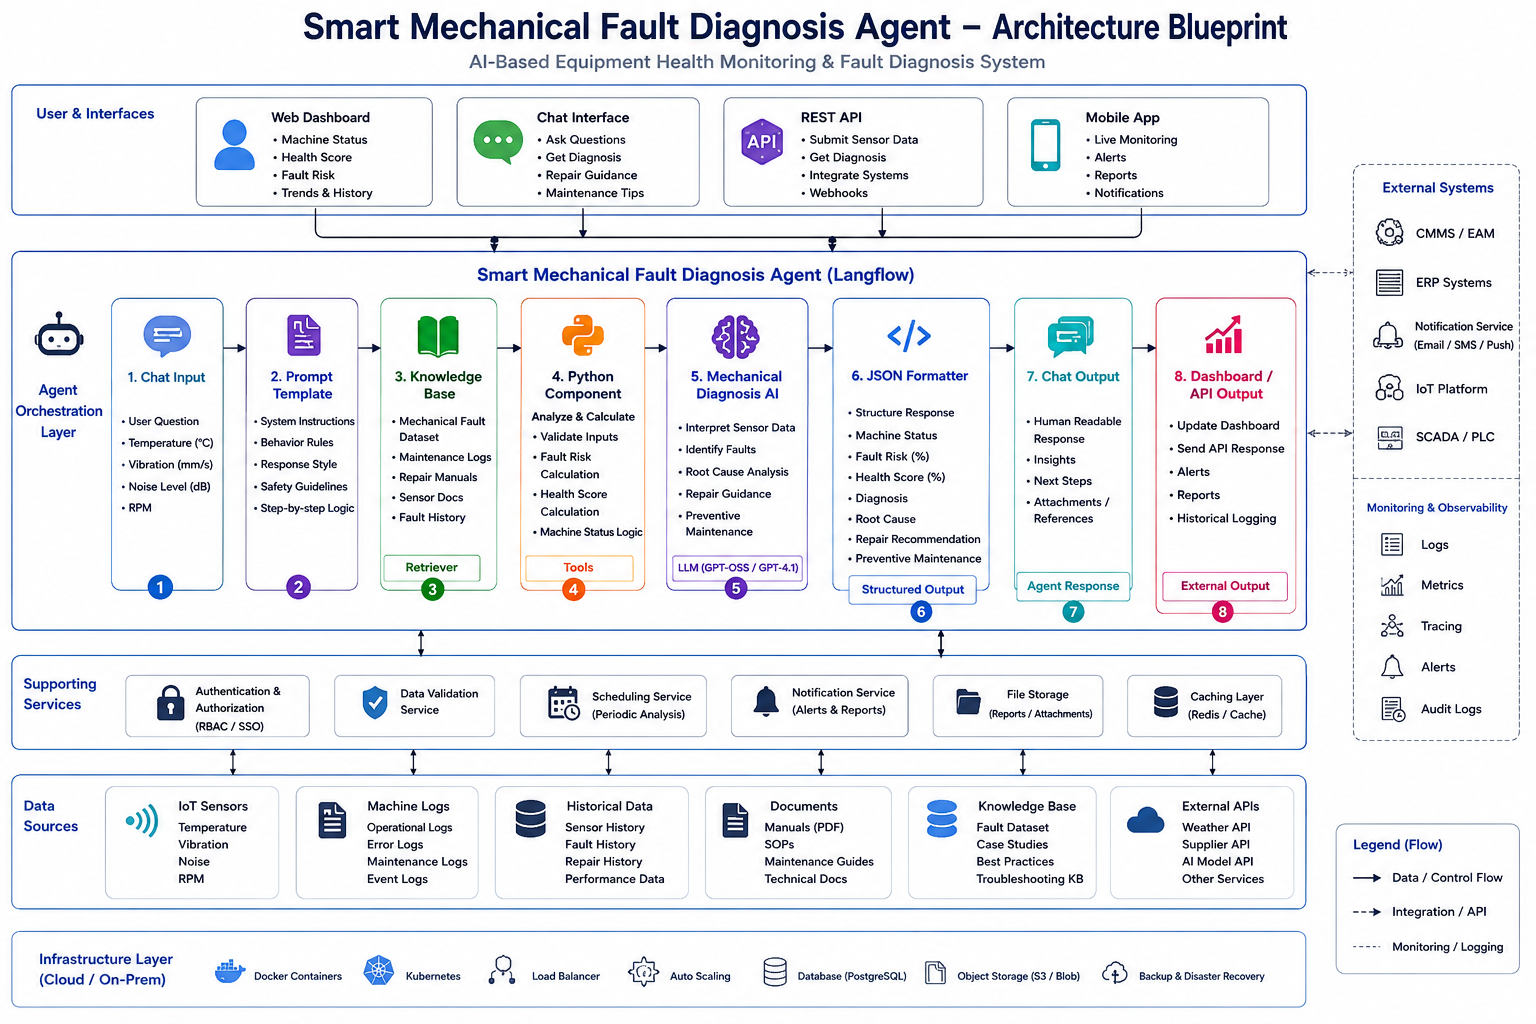 Smart Mechanical Fault Diagnosis Agent – Architecture Blueprint
AI-Based Equipment Health Monitoring & Fault Diagnosis System
User & Interfaces
Web Dashboard
• Machine Status
• Health Score
• Fault Risk
• Trends & History
Chat Interface
• Ask Questions
• Get Diagnosis
• Repair Guidance
• Maintenance Tips
API
REST API
• Submit Sensor Data
• Get Diagnosis
• Integrate Systems
• Webhooks
Mobile App
• Live Monitoring
• Alerts
• Reports
• Notifications
Smart Mechanical Fault Diagnosis Agent (Langflow)
Agent
Orchestration
Layer
1. Chat Input
• User Question
• Temperature (°C)
• Vibration (mm/s)
• Noise Level (dB)
• RPM
1
2. Prompt
Template
• System Instructions
• Behavior Rules
• Response Style
• Safety Guidelines
• Step-by-step Logic
2
3. Knowledge
Base
• Mechanical Fault
Dataset
• Maintenance Logs
• Repair Manuals
• Sensor Docs
• Fault History
Retriever
3
4. Python
Component
Analyze & Calculate
• Validate Inputs
• Fault Risk
Calculation
• Health Score
Calculation
• Machine Status Logic
Tools
4
5. Mechanical
Diagnosis AI
• Interpret Sensor Data
• Identify Faults
• Root Cause Analysis
• Repair Guidance
• Preventive
Maintenance
LLM (GPT-OSS / GPT-4.1)
5
</>
6. JSON Formatter
• Structure Response
• Machine Status
• Fault Risk (%)
• Health Score (%)
• Diagnosis
• Root Cause
• Repair Recommendation
• Preventive Maintenance
Structured Output
6
7. Chat Output
• Human Readable
Response
• Insights
• Next Steps
• Attachments /
References
Agent Response
7
8. Dashboard /
API Output
• Update Dashboard
• Send API Response
• Alerts
• Reports
• Historical Logging
External Output
8
Supporting
Services
Authentication &
Authorization
(RBAC / SSO)
Data Validation
Service
Scheduling Service
(Periodic Analysis)
Notification Service
(Alerts & Reports)
File Storage
(Reports / Attachments)
Caching Layer
(Redis / Cache)
Data
Sources
IoT Sensors
Temperature
Vibration
Noise
RPM
Machine Logs
Operational Logs
Error Logs
Maintenance Logs
Event Logs
Historical Data
Sensor History
Fault History
Repair History
Performance Data
Documents
Manuals (PDF)
SOPs
Maintenance Guides
Technical Docs
Knowledge Base
Fault Dataset
Case Studies
Best Practices
Troubleshooting KB
External APIs
Weather API
Supplier API
AI Model API
Other Services
Infrastructure Layer
(Cloud / On-Prem)
Docker Containers
Kubernetes
Load Balancer
Auto Scaling
Database (PostgreSQL)
Object Storage (S3 / Blob)
Backup & Disaster Recovery
External Systems
CMMS / EAM
ERP Systems
Notification Service
(Email / SMS / Push)
IoT Platform
SCADA / PLC
Monitoring & Observability
Logs
Metrics
Tracing
Alerts
Audit Logs
Legend (Flow)
Data / Control Flow
Integration / API
Monitoring / Logging